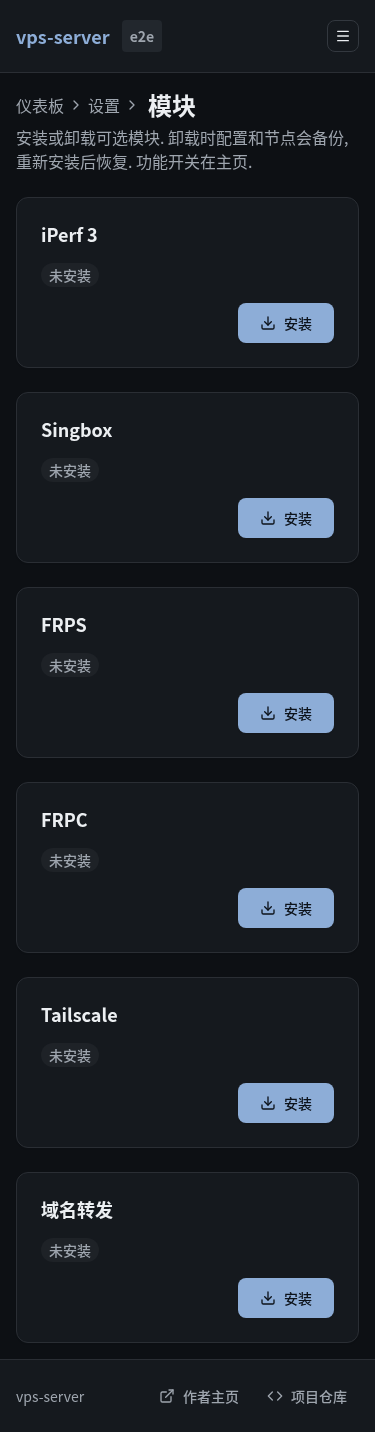 vps-server e2e
仪表板 > 设置 > 模块
安装或卸载可选模块. 卸载时配置和节点会备份,
重新安装后恢复. 功能开关在主页.
iPerf 3
未安装
安装
Singbox
未安装
安装
FRPS
未安装
安装
FRPC
未安装
安装
Tailscale
未安装
安装
域名转发
未安装
安装
vps-server 作者主页 项目仓库